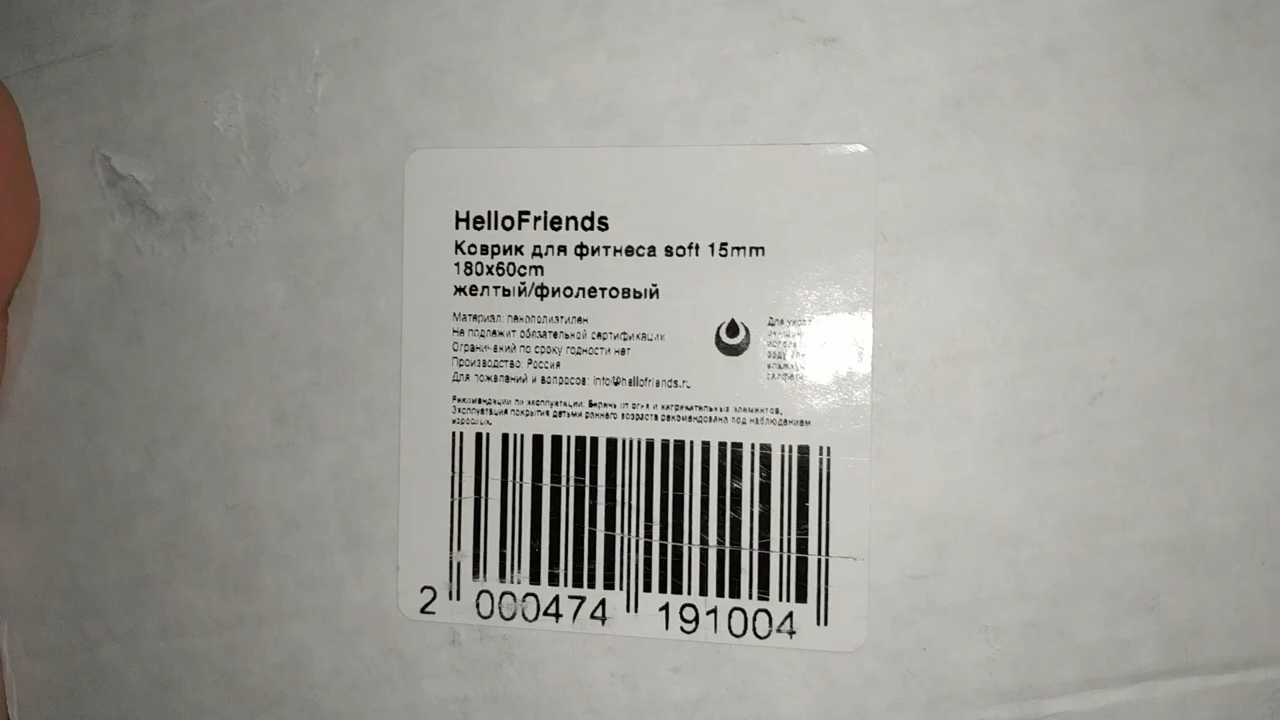 HelloFriends
Коврик для фитнеса soft 15mm
180x60cm
желтый/фиолетовый
Материал: пенополиэтилен
Не подлежит обязательной сертификации
Ограничений по сроку годности нет
Производство: Россия
Для пожеланий и вопросов: info@hellofriends.ru
Для
Рекомендации по эксплуатации: Беречь от огня и нагревательных элементов,
Эксплуатация покрытия детьми раннего возраста рекомендована под наблюдением
взрослых.
2 000474 191004